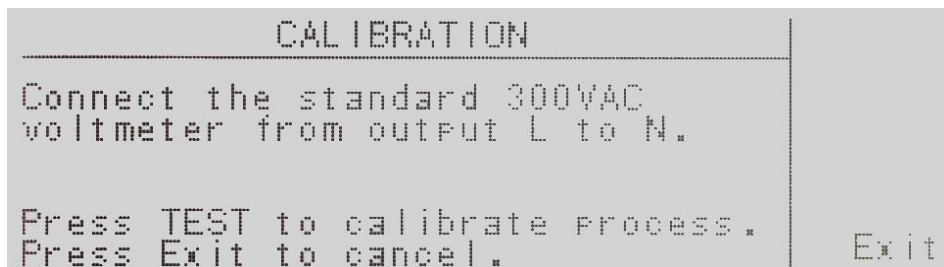 CALIBRATION
Connect the standard 300VAC
voltmeter from output L to N.
Press TEST to calibrate process.
Press Exit to cancel.
Exit